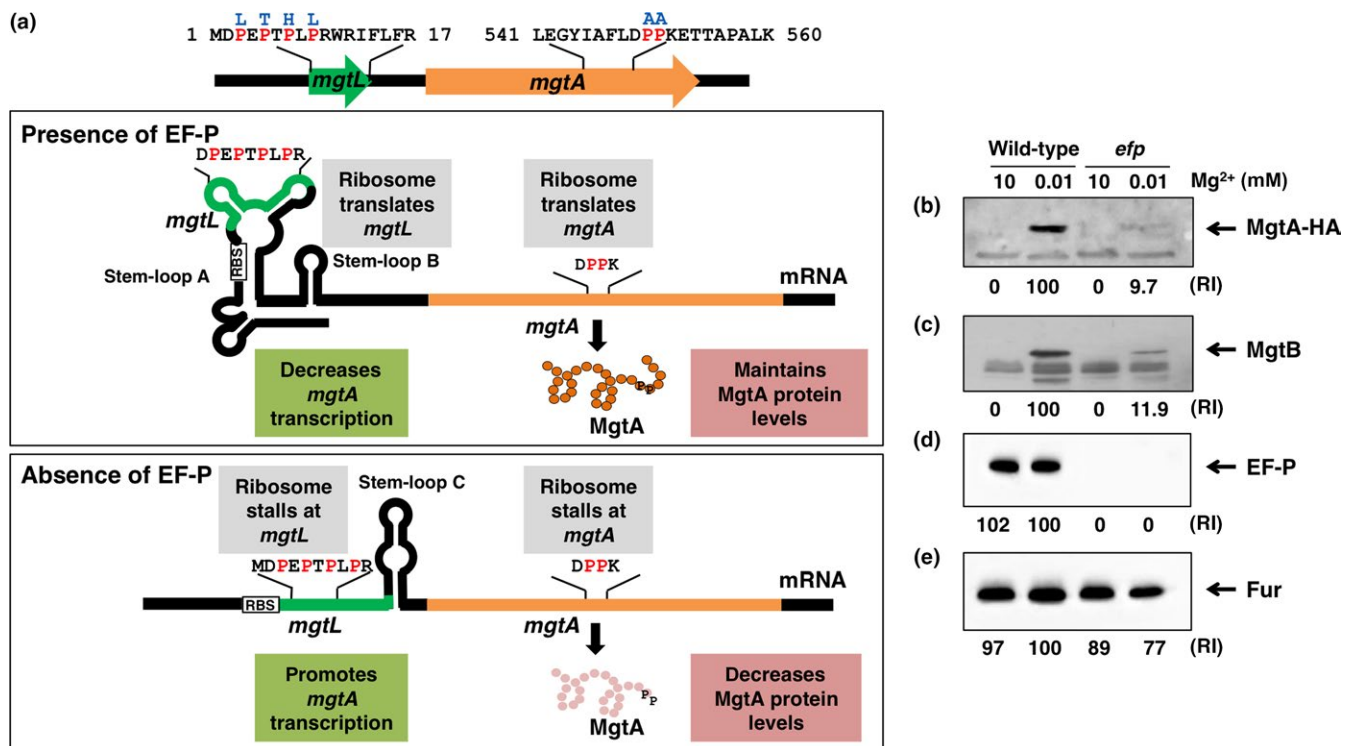 (a)
L T H L
AA
1 MDPEPTPLPRWRIFLFR 17
541 LEGYIAFLDPPKETTAPALK 560
mgtL
mgtA
Presence of EF-P
DPEPTPLPR
mgtL
RBS
Stem-loop A
Stem-loop B
Ribosome
translates
mgtL
Ribosome
translates
mgtA
DPPK
mRNA
mgtA
Decreases
mgtA
transcription
P
P
MgtA
Maintains
MgtA protein
levels
Absence of EF-P
Ribosome
stalls at
mgtL
Stem-loop C
Ribosome
stalls at
mgtA
MDPEPTPLPR
DPPK
mRNA
RBS
mgtL
mgtA
Promotes
mgtA
transcription
P
P
MgtA
Decreases
MgtA protein
levels
Wild-type efp
10 0.01 10 0.01 Mg2+ (mM)
(b)
MgtA-HA
0 100 0 9.7 (RI)
(c)
MgtB
0 100 0 11.9 (RI)
(d)
EF-P
102 100 0 0 (RI)
(e)
Fur
97 100 89 77 (RI)